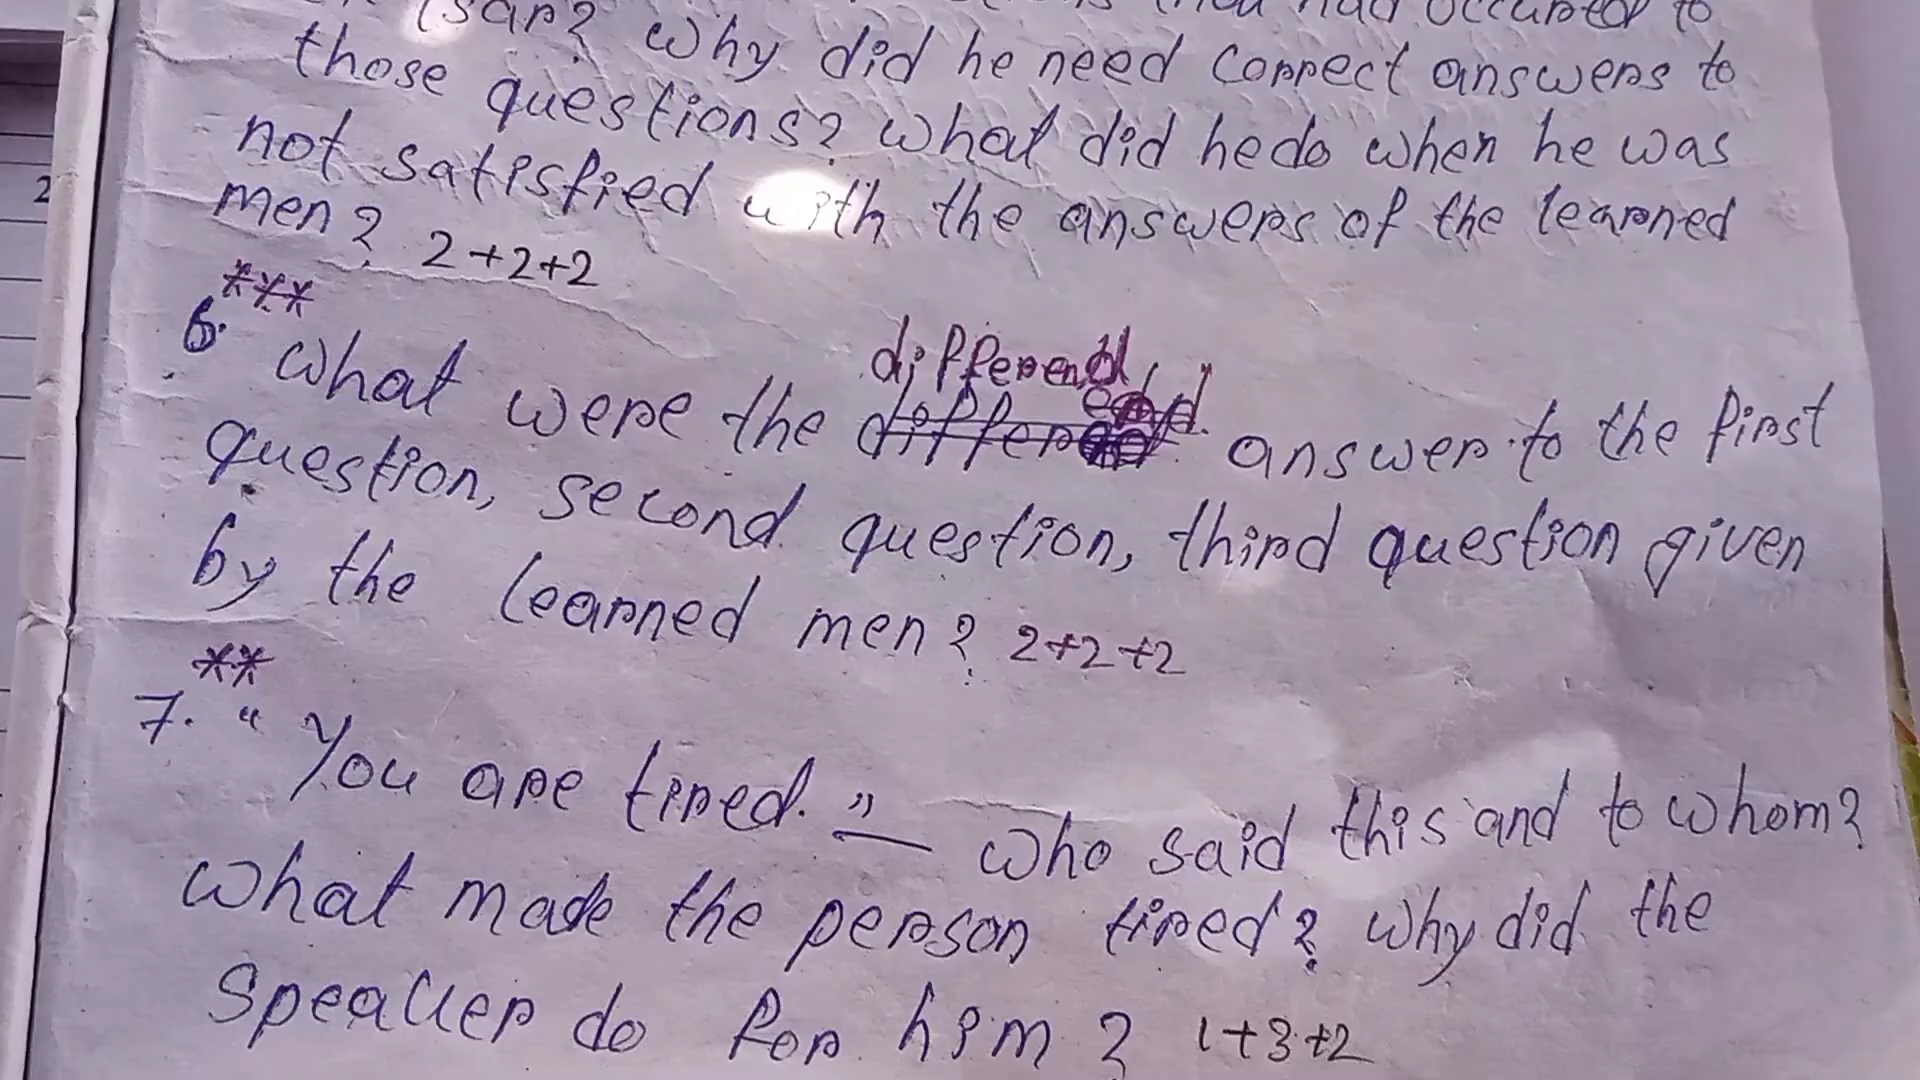 Tsar? Why did he need correct answers to
those questions? What did he do when he was
not satisfied with the answers of the learned
men? 2+2+2
***
6. What were the different answer to the first
question, second question, third question given
by the learned men? 2+2+2
**
7. "You are tired." — Who said this and to whom?
What made the person tired? Why did the
speaker do for him? 1+3+2
2